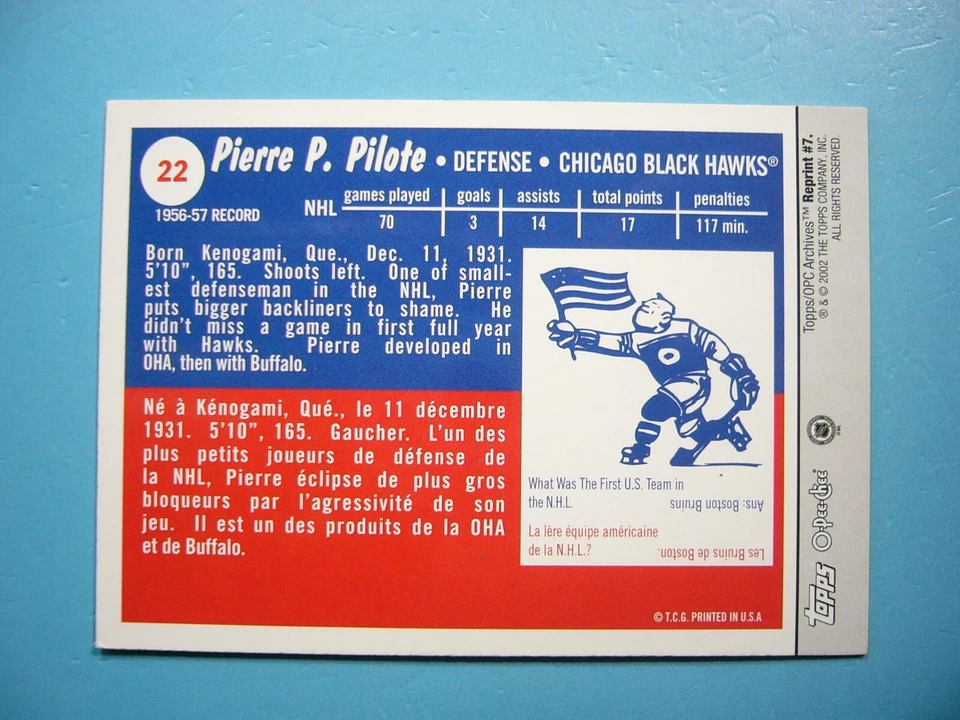 22
Pierre P. Pilote • DEFENSE • CHICAGO BLACK HAWKS®
1956-57 RECORD
games played goals assists total points penalties
NHL 70 3 14 17 117 min.
Born Kenogami, Que., Dec. 11, 1931.
5'10", 165. Shoots left. One of small-
est defenseman in the NHL, Pierre
puts bigger backliners to shame. He
didn't miss a game in first full year
with Hawks. Pierre developed in
OHA, then with Buffalo.
Né à Kénogami, Qué., le 11 décembre
1931. 5'10", 165. Gaucher. L'un des
plus petits joueurs de défense de
la NHL, Pierre éclipse de plus gros
bloqueurs par l'agressivité de son
jeu. Il est un des produits de la OHA
et de Buffalo.
What Was The First U.S. Team in
the N.H.L.
Ans: Boston Bruins
La lère équipe américaine
de la N.H.L.?
Les Bruins de Boston.
© T.C.G. PRINTED IN U.S.A
Topps/OPC Archives™ Reprint #7.
® & © 2002 THE TOPPS COMPANY, INC.
ALL RIGHTS RESERVED.
Topps O-Pee-Chee®